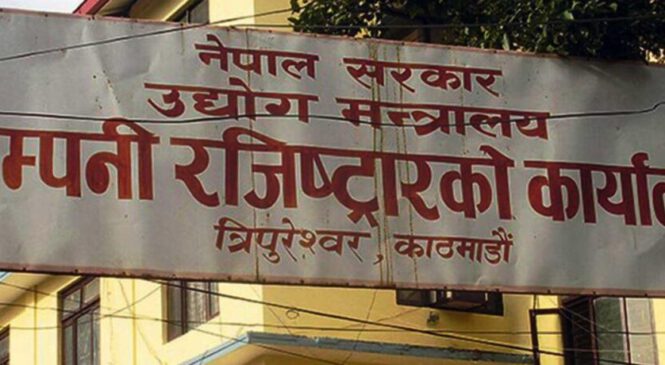 नेपाल सरकार
उद्योग मन्त्रालय
म्पनी रजिष्ट्रारको कार्या
त्रिपुरेश्वर, काठमाडौं